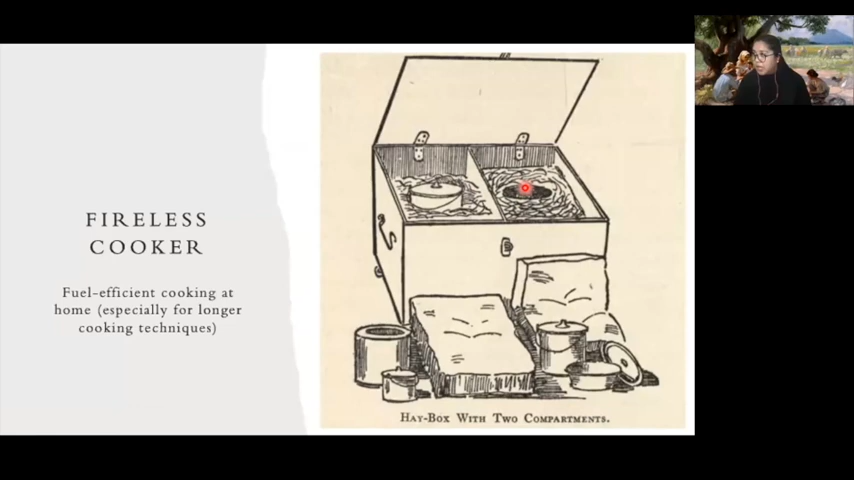 FIRELESS
COOKER
Fuel-efficient cooking at
home (especially for longer
cooking techniques)
HAY-BOX WITH TWO COMPARTMENTS.